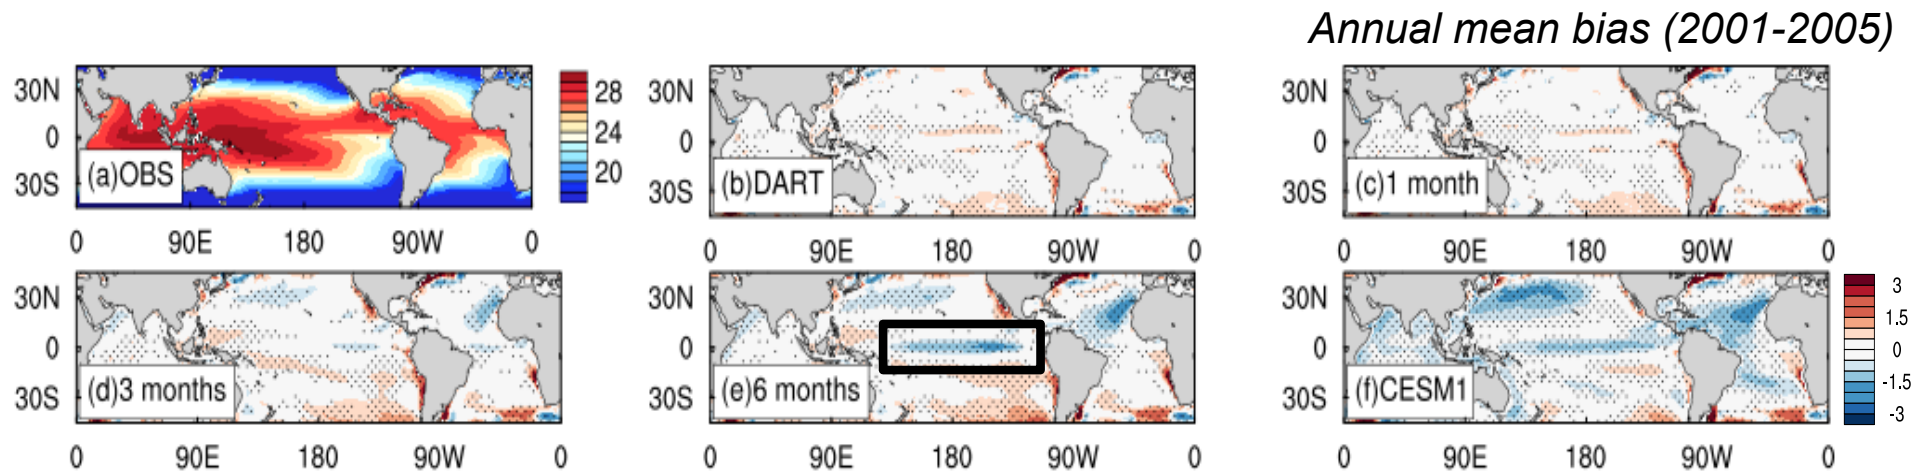 Annual mean bias (2001-2005)
30N
0
30S
(a)OBS
0 90E 180 90W 0
28
24
20
30N
0
30S
(b)DART
0 90E 180 90W 0
30N
0
30S
(c)1 month
0 90E 180 90W 0
30N
0
30S
(d)3 months
0 90E 180 90W 0
30N
0
30S
(e)6 months
0 90E 180 90W 0
30N
0
30S
(f)CESM1
0 90E 180 90W 0
3
1.5
0
-1.5
-3